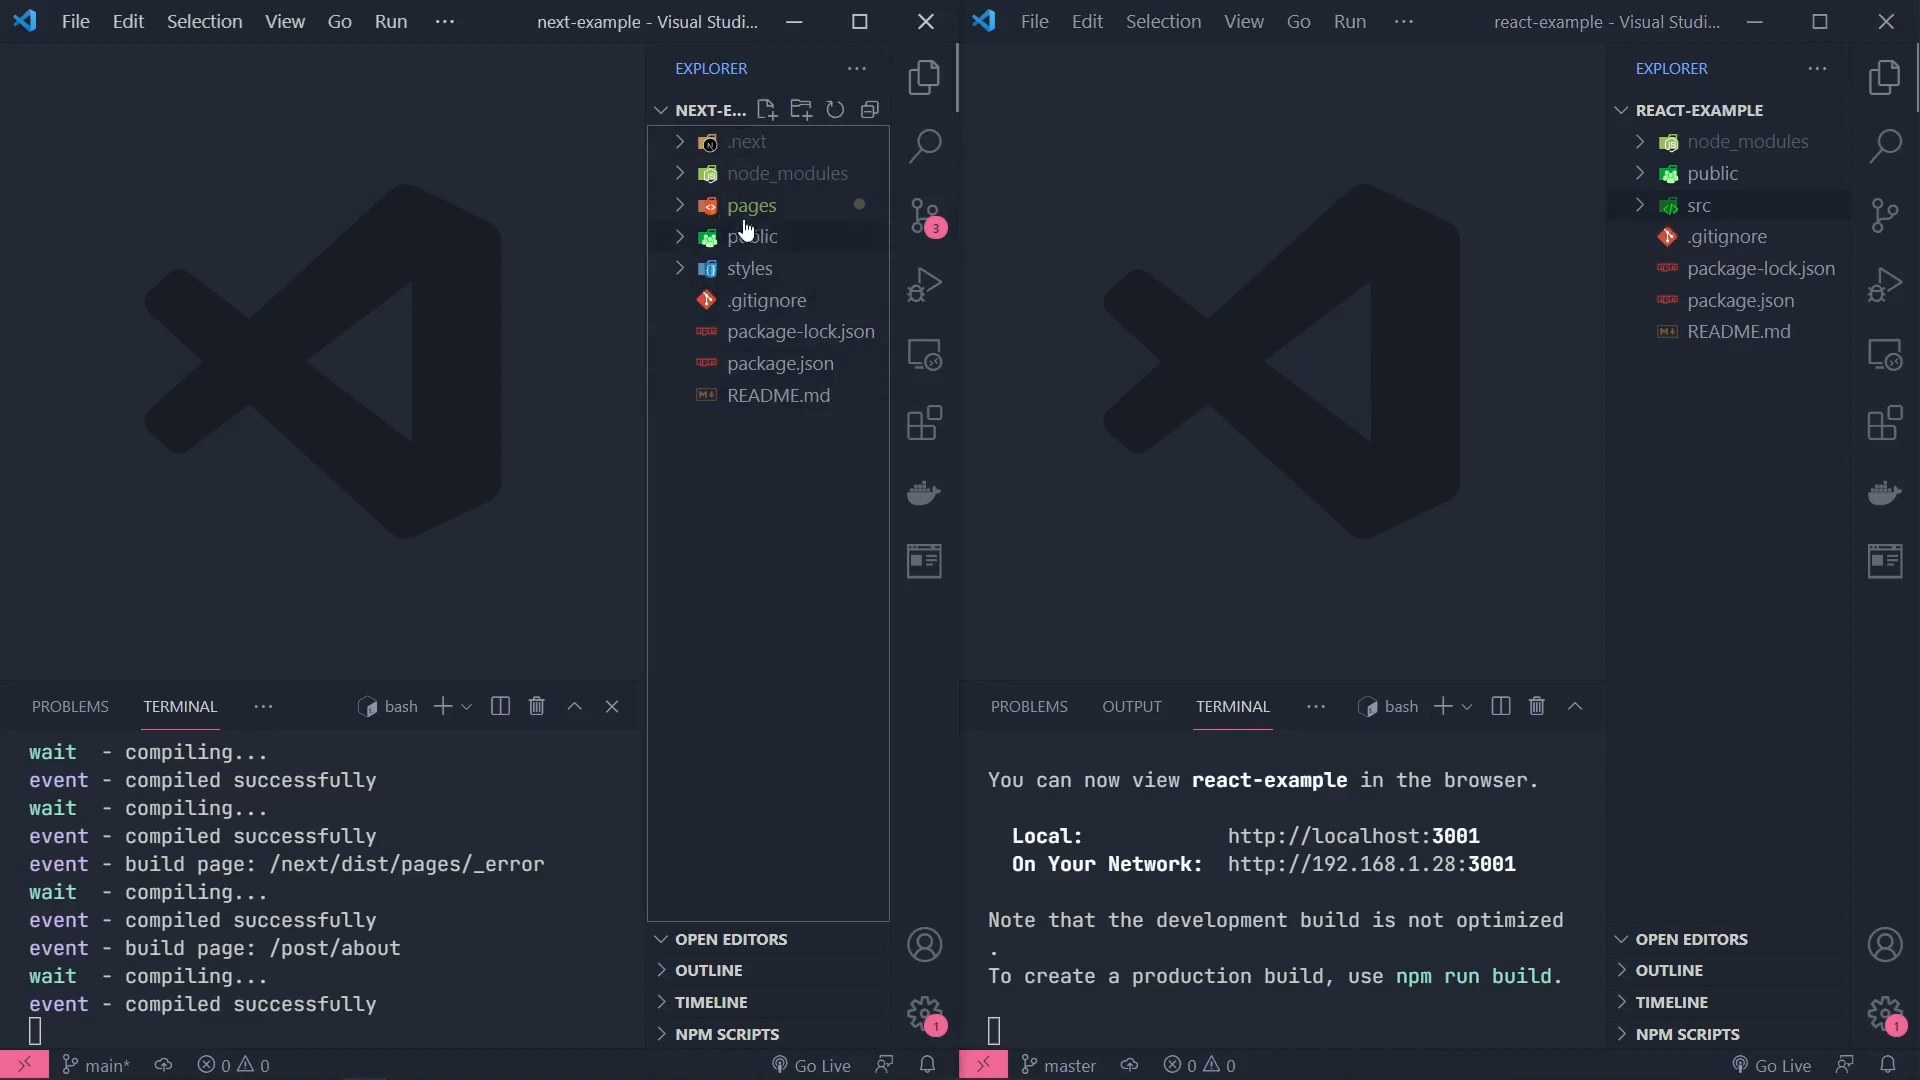 File Edit Selection View Go Run ··· next-example - Visual Studi...
EXPLORER ···
NEXT-E...
.next
node_modules
pages
public
styles
.gitignore
package-lock.json
package.json
README.md
3
PROBLEMS TERMINAL ··· bash
wait - compiling...
event - compiled successfully
wait - compiling...
event - compiled successfully
event - build page: /next/dist/pages/_error
wait - compiling...
event - compiled successfully
event - build page: /post/about
wait - compiling...
event - compiled successfully
OPEN EDITORS
OUTLINE
TIMELINE
NPM SCRIPTS
1
main* 0 0 Go Live
File Edit Selection View Go Run ··· react-example - Visual Studi...
EXPLORER ···
REACT-EXAMPLE
node_modules
public
src
.gitignore
package-lock.json
package.json
README.md
PROBLEMS OUTPUT TERMINAL ··· bash
You can now view react-example in the browser.
Local: http://localhost:3001
On Your Network: http://192.168.1.28:3001
Note that the development build is not optimized
.
To create a production build, use npm run build.
OPEN EDITORS
OUTLINE
TIMELINE
NPM SCRIPTS
1
master 0 0 Go Live